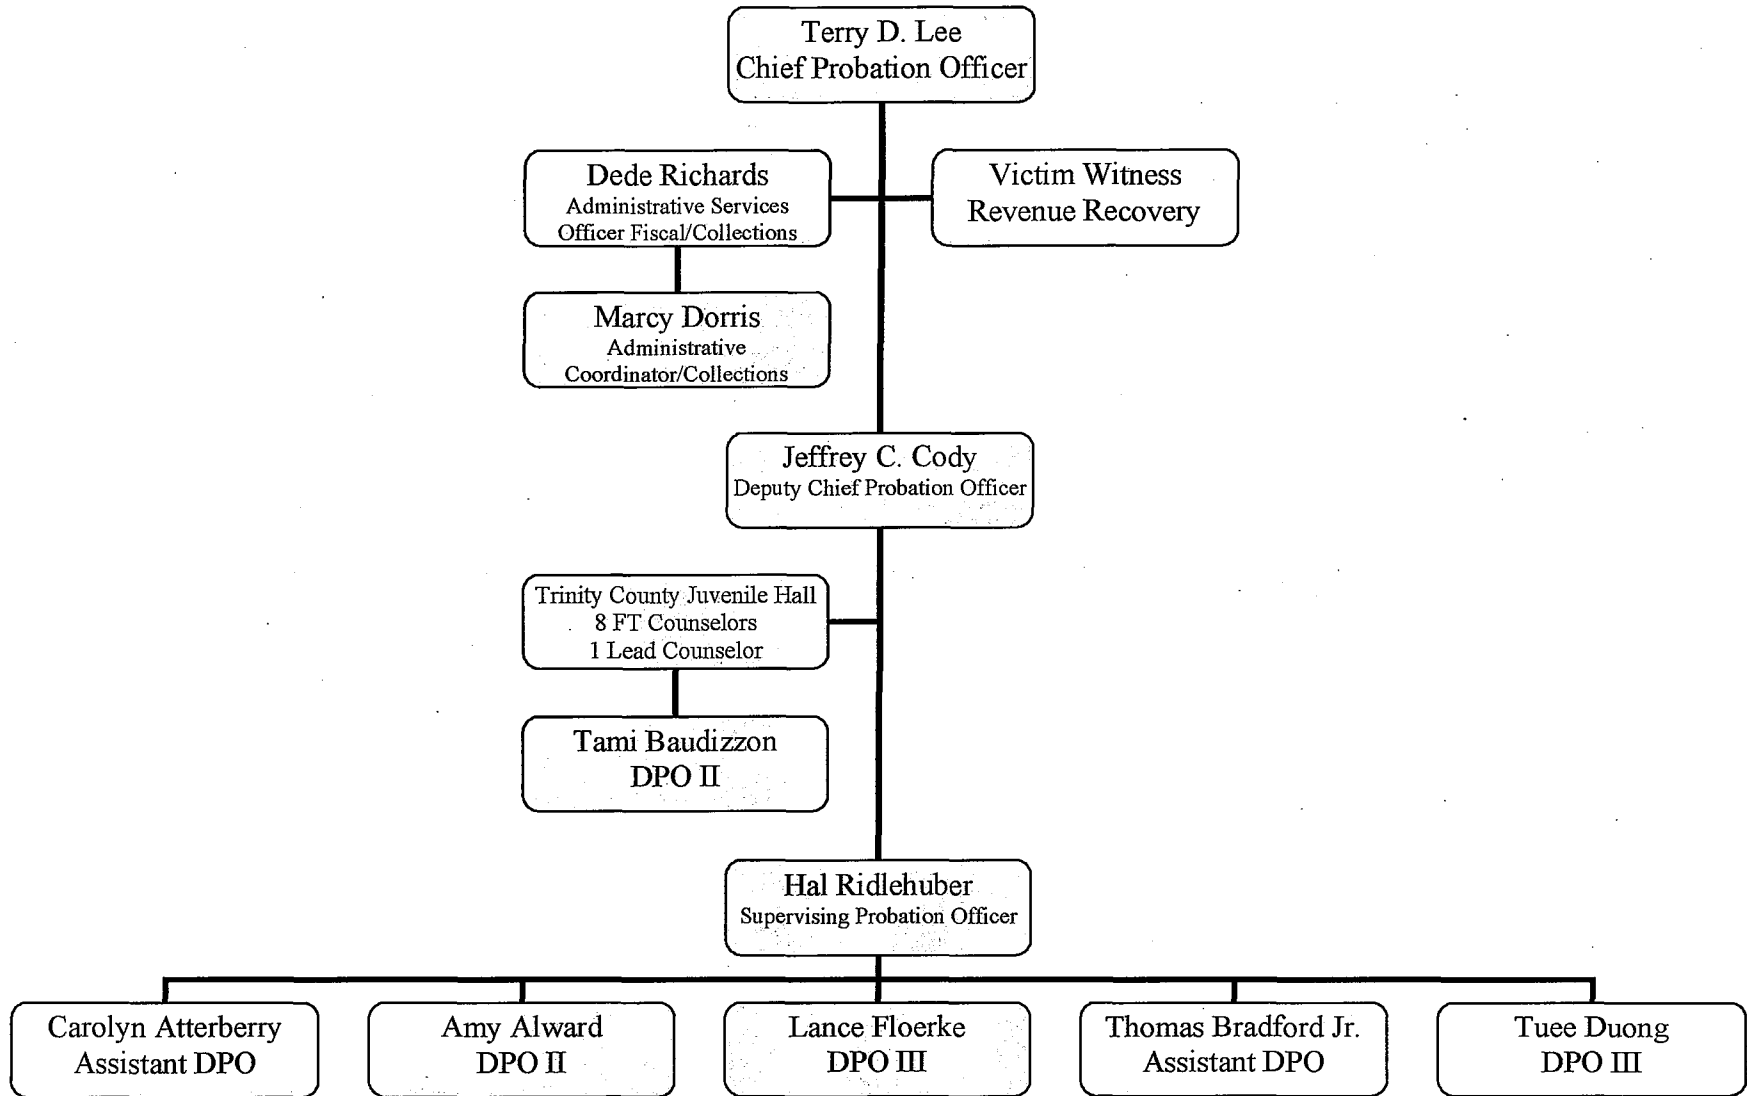 Terry D. Lee
Chief Probation Officer
Dede Richards
Administrative Services
Officer Fiscal/Collections
Victim Witness
Revenue Recovery
Marcy Dorris
Administrative
Coordinator/Collections
Jeffrey C. Cody
Deputy Chief Probation Officer
Trinity County Juvenile Hall
8 FT Counselors
1 Lead Counselor
Tami Baudizzon
DPO II
Hal Ridlehuber
Supervising Probation Officer
Carolyn Atterberry
Assistant DPO
Amy Alward
DPO II
Lance Floerke
DPO III
Thomas Bradford Jr.
Assistant DPO
Tuee Duong
DPO III